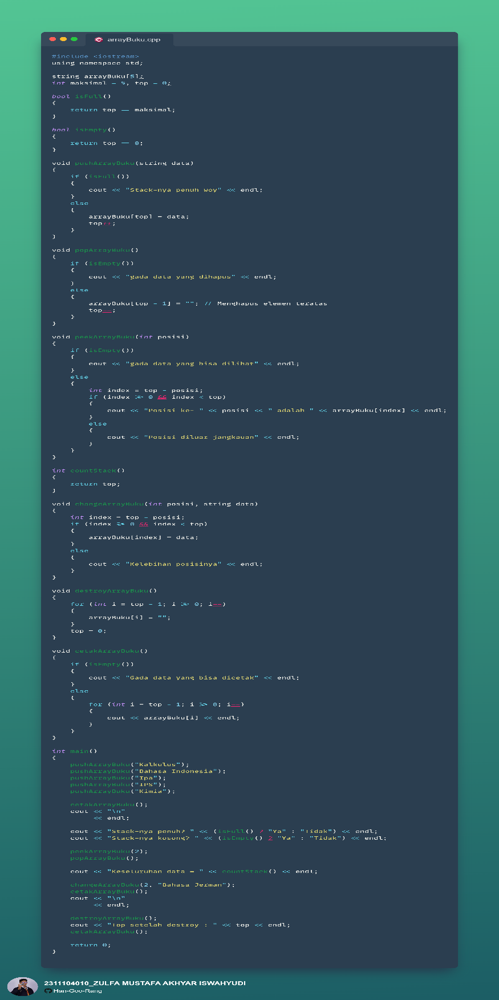 arrayBuku.cpp
#include <iostream>
using namespace std;
string arrayBuku[5];
int maksimal = 5, top = 0;
bool isFull()
{
return top == maksimal;
}
bool isEmpty()
{
return top == 0;
}
void pushArrayBuku(string data)
{
if (isFull())
{
cout << "Stack-nya penuh woy" << endl;
}
else
{
arrayBuku[top] = data;
top++;
}
}
void popArrayBuku()
{
if (isEmpty())
{
cout << "gada data yang dihapus" << endl;
}
else
{
arrayBuku[top - 1] = ""; // Menghapus elemen teratas
top--;
}
}
void peekArrayBuku(int posisi)
{
if (isEmpty())
{
cout << "gada data yang bisa dilihat" << endl;
}
else
{
int index = top - posisi;
if (index >= 0 && index < top)
{
cout << "Posisi ke- " << posisi << " adalah " << arrayBuku[index] << endl;
}
else
{
cout << "Posisi diluar jangkauan" << endl;
}
}
}
int countStack()
{
return top;
}
void changeArrayBuku(int posisi, string data)
{
int index = top - posisi;
if (index >= 0 && index < top)
{
arrayBuku[index] = data;
}
else
{
cout << "Kelebihan posisinya" << endl;
}
}
void destroyArrayBuku()
{
for (int i = top - 1; i >= 0; i--)
{
arrayBuku[i] = "";
}
top = 0;
}
void cetakArrayBuku()
{
if (isEmpty())
{
cout << "Gada data yang bisa dicetak" << endl;
}
else
{
for (int i = top - 1; i >= 0; i--)
{
cout << arrayBuku[i] << endl;
}
}
}
int main()
{
pushArrayBuku("Kalkulus");
pushArrayBuku("Bahasa Indonesia");
pushArrayBuku("Ipa");
pushArrayBuku("IPS");
pushArrayBuku("Kimia");
cetakArrayBuku();
cout << "\n"
<< endl;
cout << "Stack-nya penuh? " << (isFull() ? "Ya" : "Tidak") << endl;
cout << "Stack-nya kosong? " << (isEmpty() ? "Ya" : "Tidak") << endl;
peekArrayBuku(2);
popArrayBuku();
cout << "Keseluruhan data = " << countStack() << endl;
changeArrayBuku(2, "Bahasa Jerman");
cetakArrayBuku();
cout << "\n"
<< endl;
destroyArrayBuku();
cout << "Top setelah destroy : " << top << endl;
cetakArrayBuku();
return 0;
}
2311104010_ZULFA MUSTAFA AKHYAR ISWAHYUDI
Han-Goo-Rang